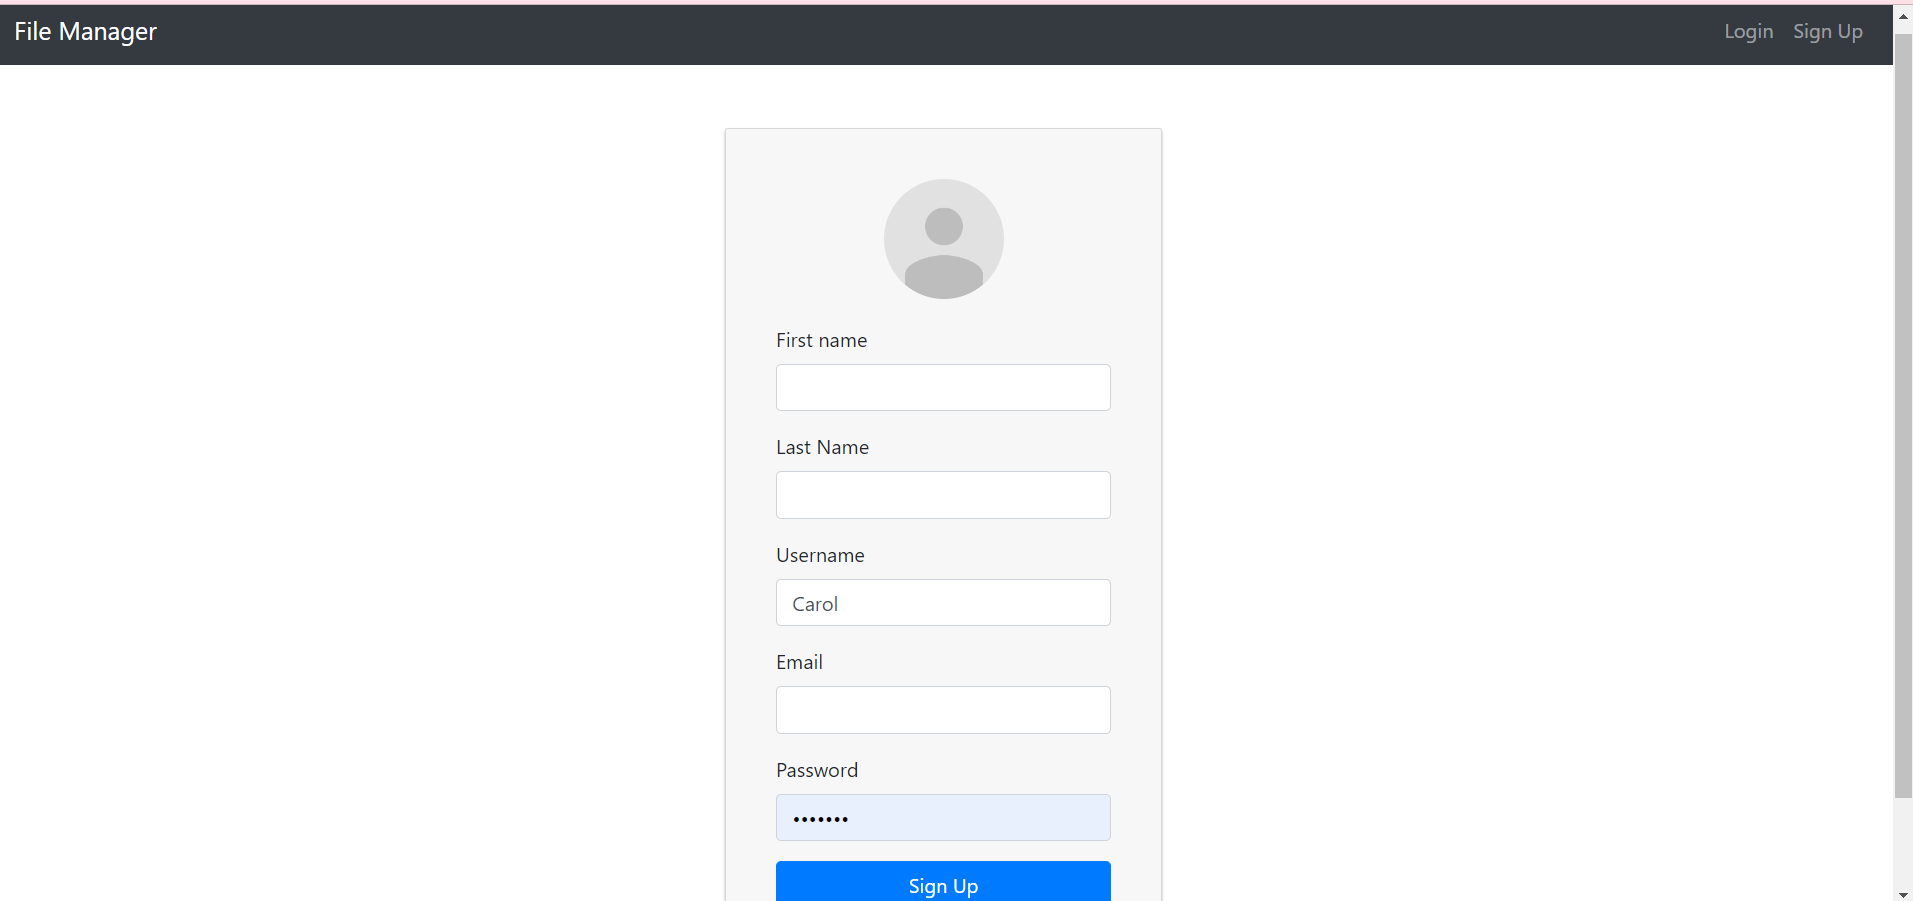 File Manager
Login Sign Up
First name
Last Name
Username
Carol
Email
Password
•••••••
Sign Up